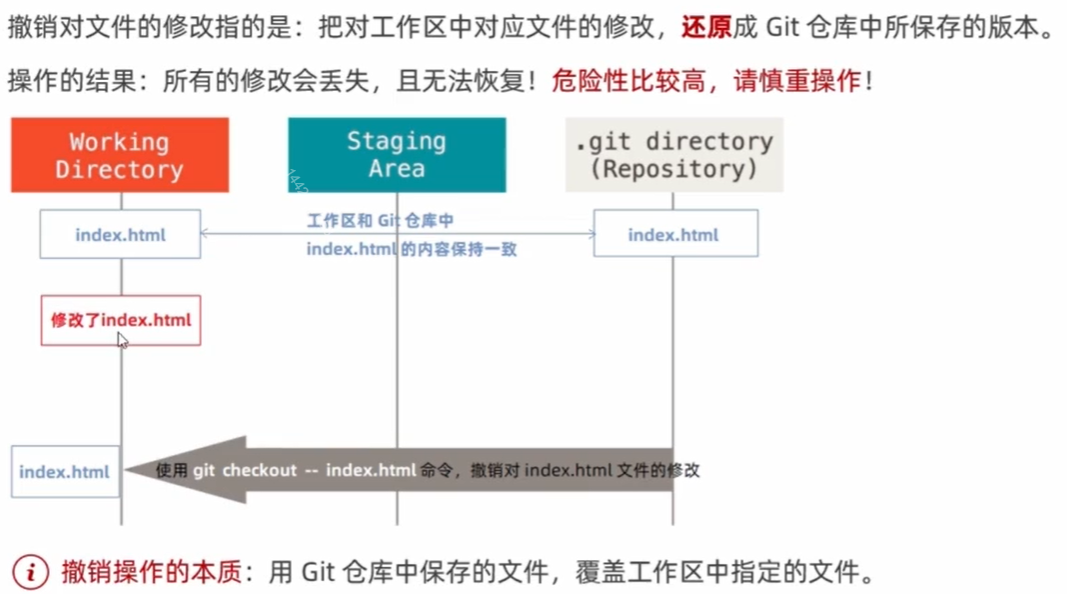 撤销对文件的修改指的是：把对工作区中对应文件的修改，还原成 Git 仓库中所保存的版本。
操作的结果：所有的修改会丢失，且无法恢复！危险性比较高，请慎重操作！
Working
Directory
Staging
Area
.git directory
(Repository)
index.html
工作区和 Git 仓库中
index.html 的内容保持一致
index.html
修改了index.html
index.html
使用 git checkout -- index.html 命令，撤销对 index.html 文件的修改
撤销操作的本质：用 Git 仓库中保存的文件，覆盖工作区中指定的文件。